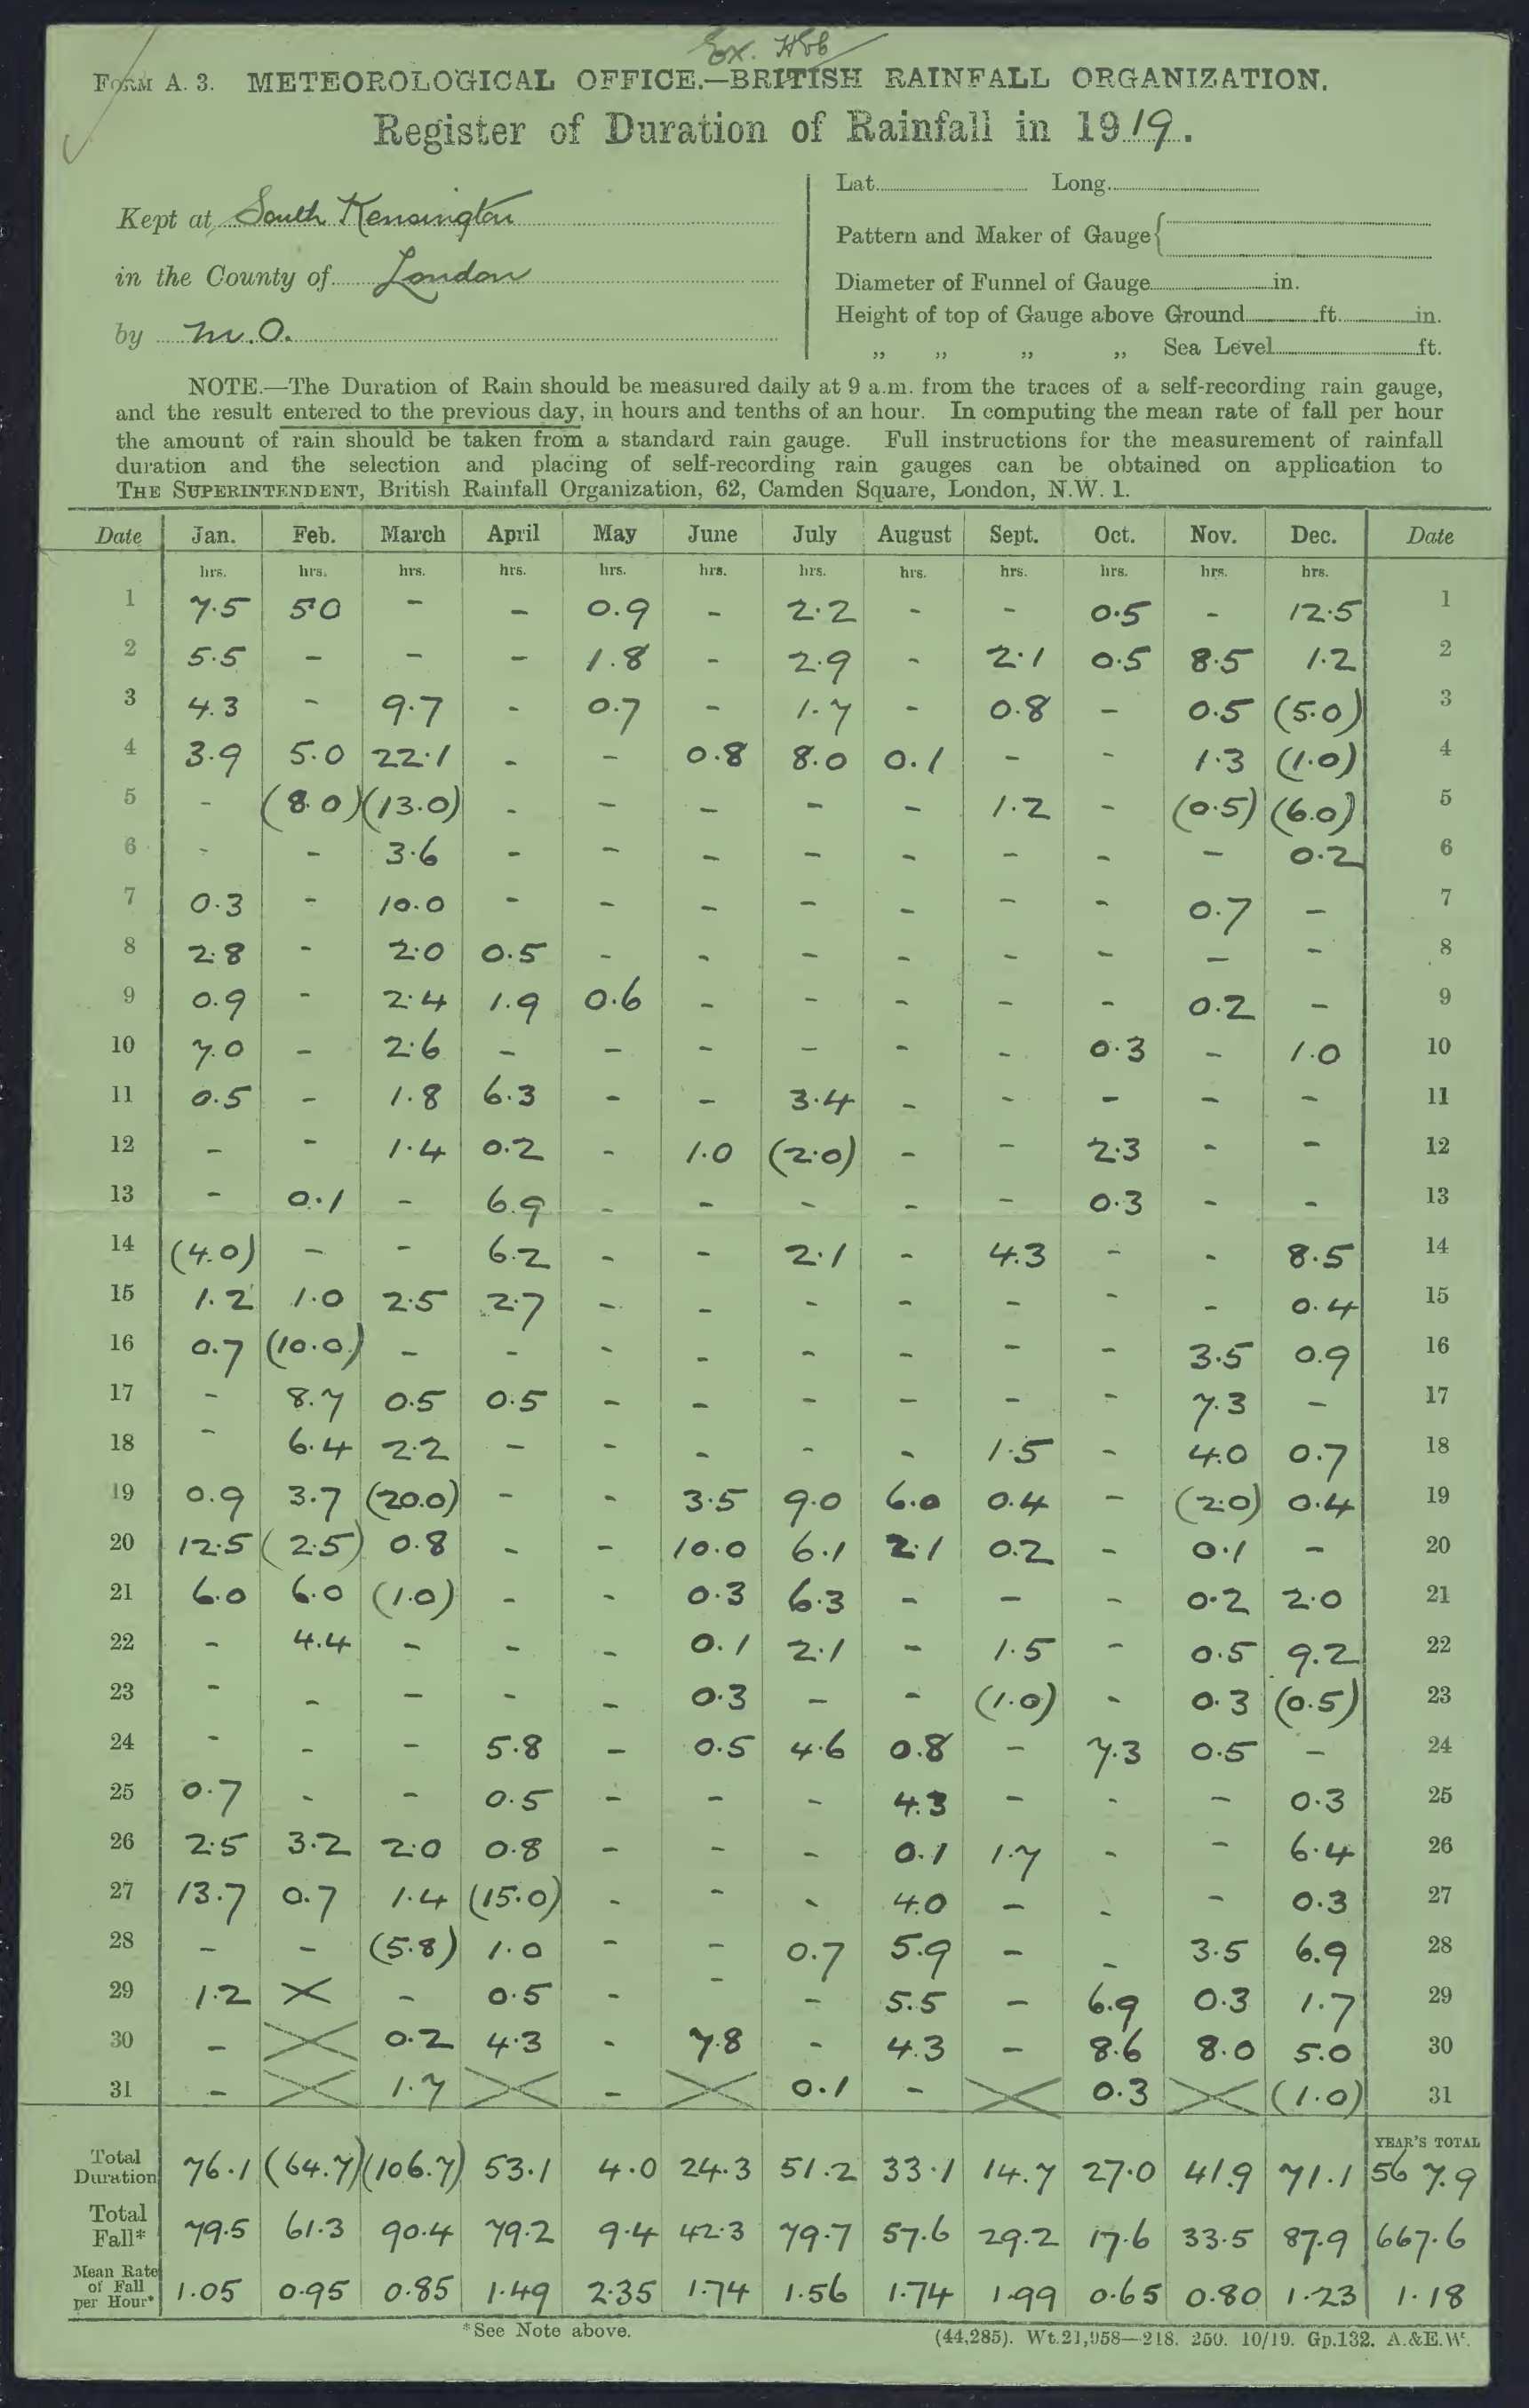 Ex. Wbb
FORM A. 3. METEOROLOGICAL OFFICE.—BRITISH RAINFALL ORGANIZATION.
Register of Duration of Rainfall in 1919.
Kept at South Kensington
in the County of London
by M.O.
Lat. Long.
Pattern and Maker of Gauge {
Diameter of Funnel of Gauge in.
Height of top of Gauge above Ground ft. in.
" " " " Sea Level ft.
NOTE.—The Duration of Rain should be measured daily at 9 a.m. from the traces of a self-recording rain gauge,
and the result entered to the previous day, in hours and tenths of an hour. In computing the mean rate of fall per hour
the amount of rain should be taken from a standard rain gauge. Full instructions for the measurement of rainfall
duration and the selection and placing of self-recording rain gauges can be obtained on application to
THE SUPERINTENDENT, British Rainfall Organization, 62, Camden Square, London, N.W. 1.
Date Jan. Feb. March April May June July August Sept. Oct. Nov. Dec. Date
hrs. hrs. hrs. hrs. hrs. hrs. hrs. hrs. hrs. hrs. hrs. hrs.
1 7.5 5.0 - - 0.9 - 2.2 - - 0.5 - 12.5 1
2 5.5 - - - 1.8 - 2.9 - 2.1 0.5 8.5 1.2 2
3 4.3 - 9.7 - 0.7 - 1.7 - 0.8 - 0.5 (5.0) 3
4 3.9 5.0 22.1 - - 0.8 8.0 0.1 - - 1.3 (1.0) 4
5 - (8.0) (13.0) - - - - - 1.2 - (0.5) (6.0) 5
6 - - 3.6 - - - - - - - - 0.2 6
7 0.3 - 10.0 - - - - - - - 0.7 - 7
8 2.8 - 2.0 0.5 - - - - - - - - 8
9 0.9 - 2.4 1.9 0.6 - - - - - 0.2 - 9
10 7.0 - 2.6 - - - - - - 0.3 - 1.0 10
11 0.5 - 1.8 6.3 - - 3.4 - - - - - 11
12 - - 1.4 0.2 - 1.0 (2.0) - - 2.3 - - 12
13 - 0.1 - 6.9 - - - - - 0.3 - - 13
14 (4.0) - - 6.2 - - 2.1 - 4.3 - - 8.5 14
15 1.2 1.0 2.5 2.7 - - - - - - - 0.4 15
16 0.7 (10.0) - - - - - - - - 3.5 0.9 16
17 - 8.7 0.5 0.5 - - - - - - 7.3 - 17
18 - 6.4 2.2 - - - - - 1.5 - 4.0 0.7 18
19 0.9 3.7 (20.0) - - 3.5 9.0 6.0 0.4 - (2.0) 0.4 19
20 12.5 (2.5) 0.8 - - 10.0 6.1 2.1 0.2 - 0.1 - 20
21 6.0 6.0 (1.0) - - 0.3 6.3 - - - 0.2 2.0 21
22 - 4.4 - - - 0.1 2.1 - 1.5 - 0.5 9.2 22
23 - - - - - 0.3 - - (1.0) - 0.3 (0.5) 23
24 - - - 5.8 - 0.5 4.6 0.8 - 7.3 0.5 - 24
25 0.7 - - 0.5 - - - 4.3 - - - 0.3 25
26 2.5 3.2 2.0 0.8 - - - 0.1 1.7 - - 6.4 26
27 13.7 0.7 1.4 (15.0) - - - 4.0 - - - 0.3 27
28 - - (5.8) 1.0 - - 0.7 5.9 - - 3.5 6.9 28
29 1.2 X - 0.5 - - - 5.5 - 6.9 0.3 1.7 29
30 - X 0.2 4.3 - 7.8 - 4.3 - 8.6 8.0 5.0 30
31 - X 1.7 X - X 0.1 - X 0.3 X (1.0) 31
YEAR'S TOTAL
Total Duration 76.1 (64.7) (106.7) 53.1 4.0 24.3 51.2 33.1 14.7 27.0 41.9 71.1 567.9
Total Fall* 79.5 61.3 90.4 79.2 9.4 42.3 79.7 57.6 29.2 17.6 33.5 87.9 667.6
Mean Rate of Fall per Hour* 1.05 0.95 0.85 1.49 2.35 1.74 1.56 1.74 1.99 0.65 0.80 1.23 1.18
*See Note above.
(44,285). Wt.21,958—218. 250. 10/19. Gp.132. A.&E.W.